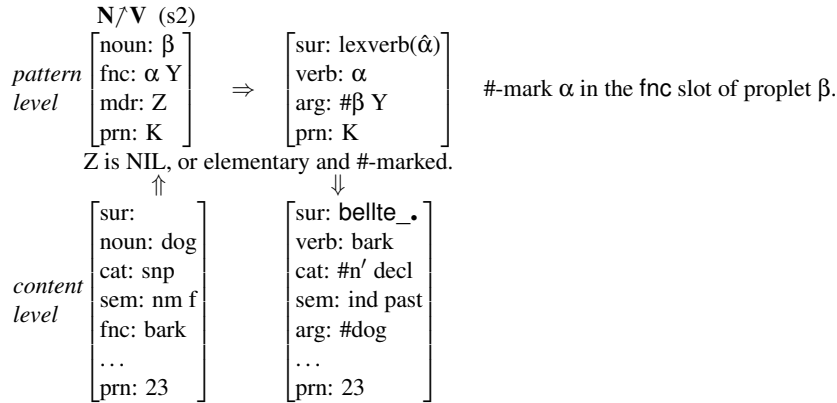 N↗V (s2)
pattern level
[noun: β
fnc: α Y
mdr: Z
prn: K]
⇒
[sur: lexverb(α̂)
verb: α
arg: #β Y
prn: K]
#-mark α in the fnc slot of proplet β.
Z is NIL, or elementary and #-marked.
⇑ ⇓
content level
[sur:
noun: dog
cat: snp
sem: nm f
fnc: bark
...
prn: 23]
[sur: bellte_•
verb: bark
cat: #n′ decl
sem: ind past
arg: #dog
...
prn: 23]